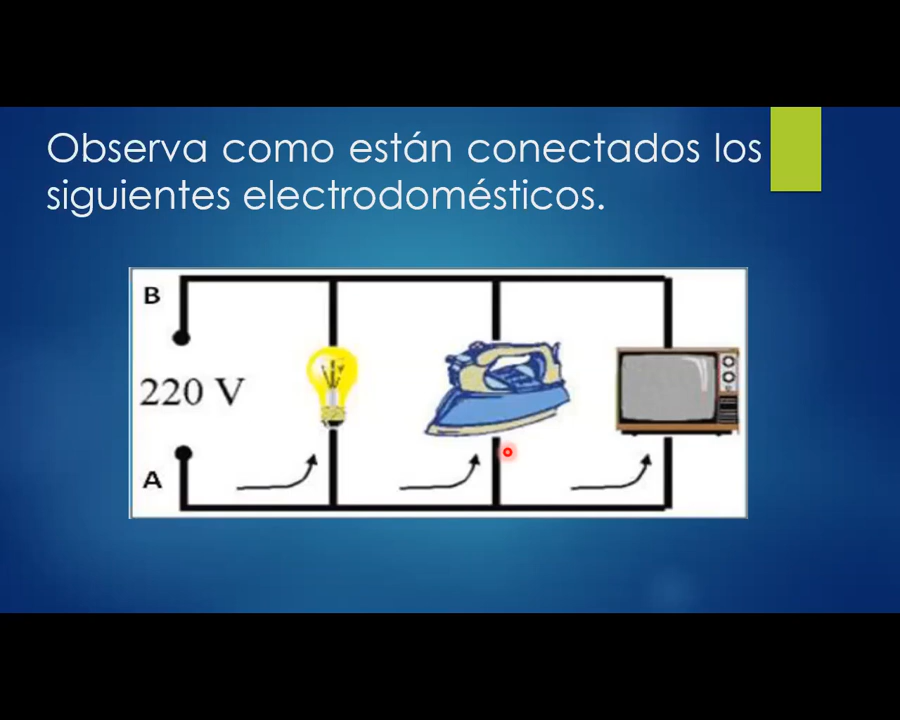 Observa como están conectados los
siguientes electrodomésticos.
B
220 V
A